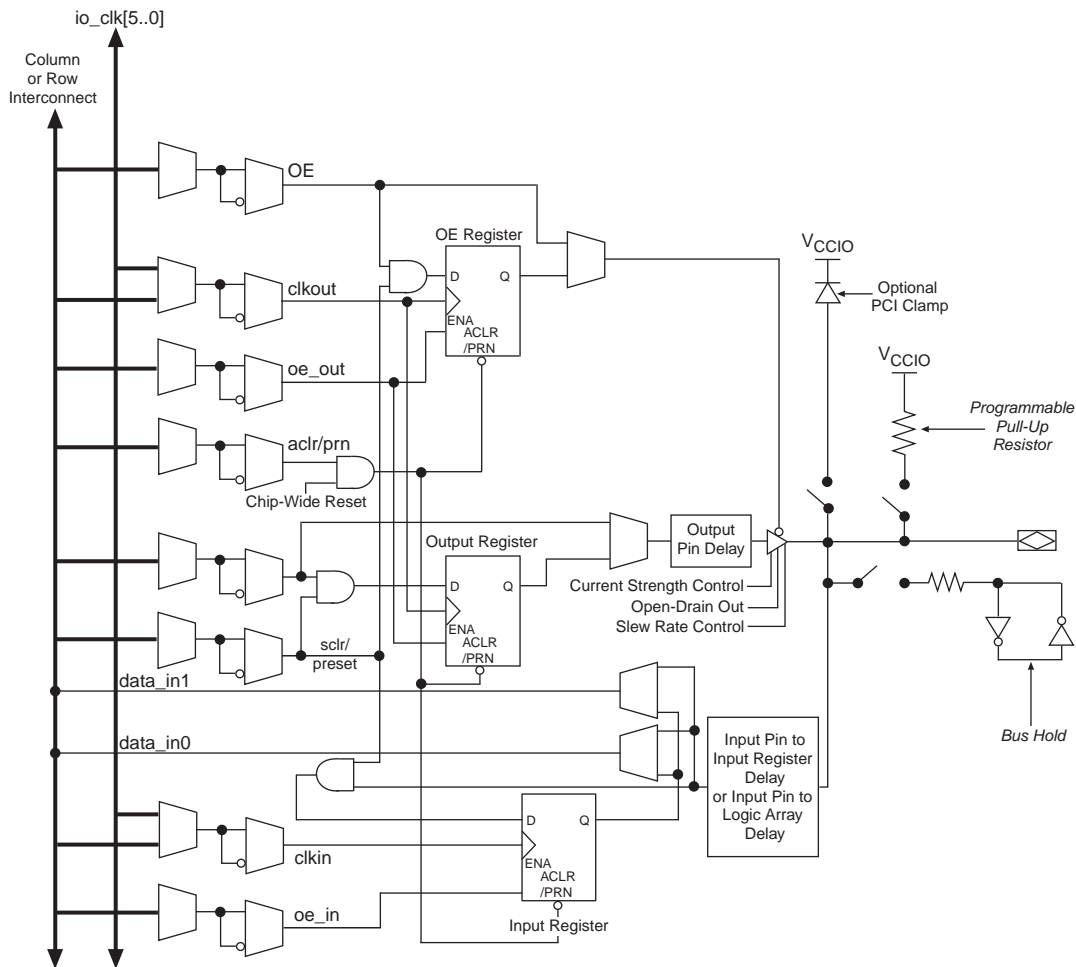 io_clk[5..0]
Column
or Row
Interconnect
OE
OE Register
D
Q
ENA
ACLR
/PRN
clkout
oe_out
aclr/prn
Chip-Wide Reset
VCCIO
Optional
PCI Clamp
VCCIO
Programmable
Pull-Up
Resistor
Output Register
D
Q
ENA
ACLR
/PRN
Output
Pin Delay
Current Strength Control
Open-Drain Out
Slew Rate Control
sclr/
preset
data_in1
data_in0
Bus Hold
Input Pin to
Input Register
Delay
or Input Pin to
Logic Array
Delay
D
Q
ENA
ACLR
/PRN
clkin
oe_in
Input Register